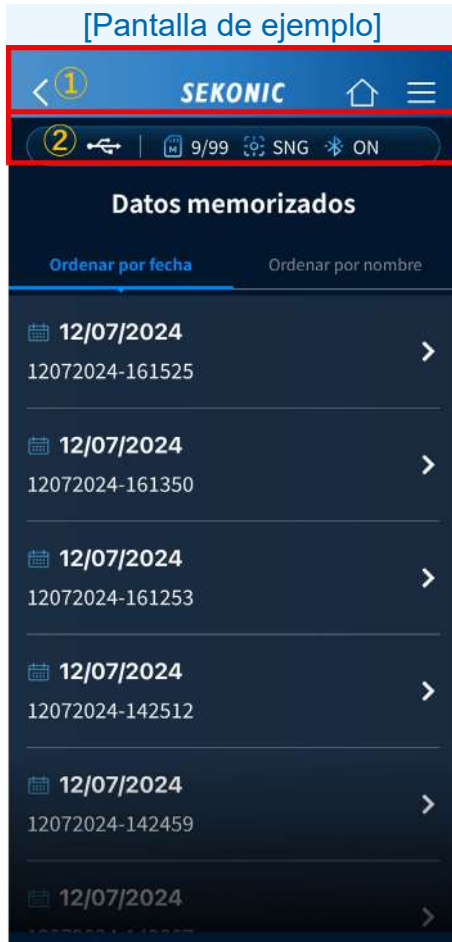 [Pantalla de ejemplo]
① SEKONIC
② 9/99 SNG ON
Datos memorizados
Ordenar por fecha Ordenar por nombre
12/07/2024
12072024-161525
12/07/2024
12072024-161350
12/07/2024
12072024-161253
12/07/2024
12072024-142512
12/07/2024
12072024-142459
12/07/2024